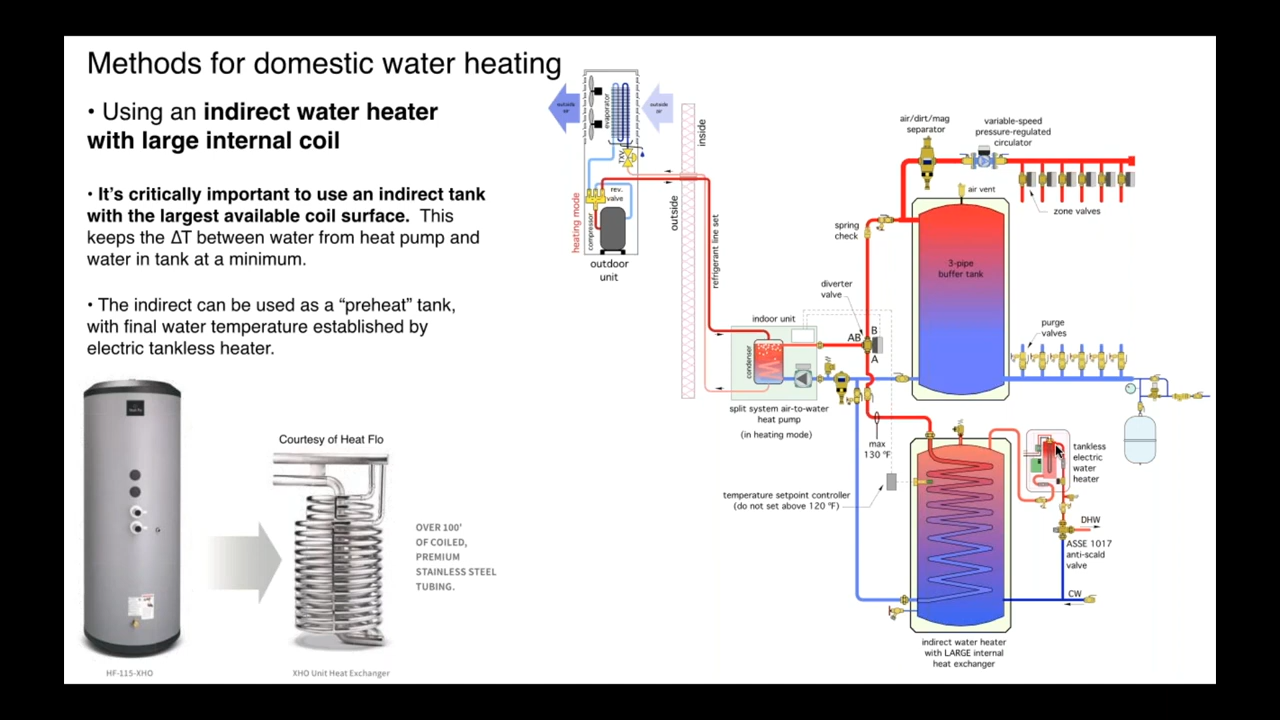 Methods for domestic water heating
• Using an indirect water heater
with large internal coil
• It's critically important to use an indirect tank
with the largest available coil surface. This
keeps the ΔT between water from heat pump and
water in tank at a minimum.
• The indirect can be used as a “preheat” tank,
with final water temperature established by
electric tankless heater.
Courtesy of Heat Flo
OVER 100'
OF COILED,
PREMIUM
STAINLESS STEEL
TUBING.
HF-115-XHO
XHO Unit Heat Exchanger
outside
air
outside
air
evaporator
TXV
rev.
valve
compressor
heating mode
outdoor
unit
inside
outside
refrigerant line set
air/dirt/mag
separator
variable-speed
pressure-regulated
circulator
air vent
zone valves
spring
check
3-pipe
buffer tank
diverter
valve
indoor unit
AB
B
A
condenser
purge
valves
split system air-to-water
heat pump
(in heating mode)
max
130 ºF
temperature setpoint controller
(do not set above 120 ºF)
tankless
electric
water
heater
DHW
ASSE 1017
anti-scald
valve
CW
indirect water heater
with LARGE internal
heat exchanger